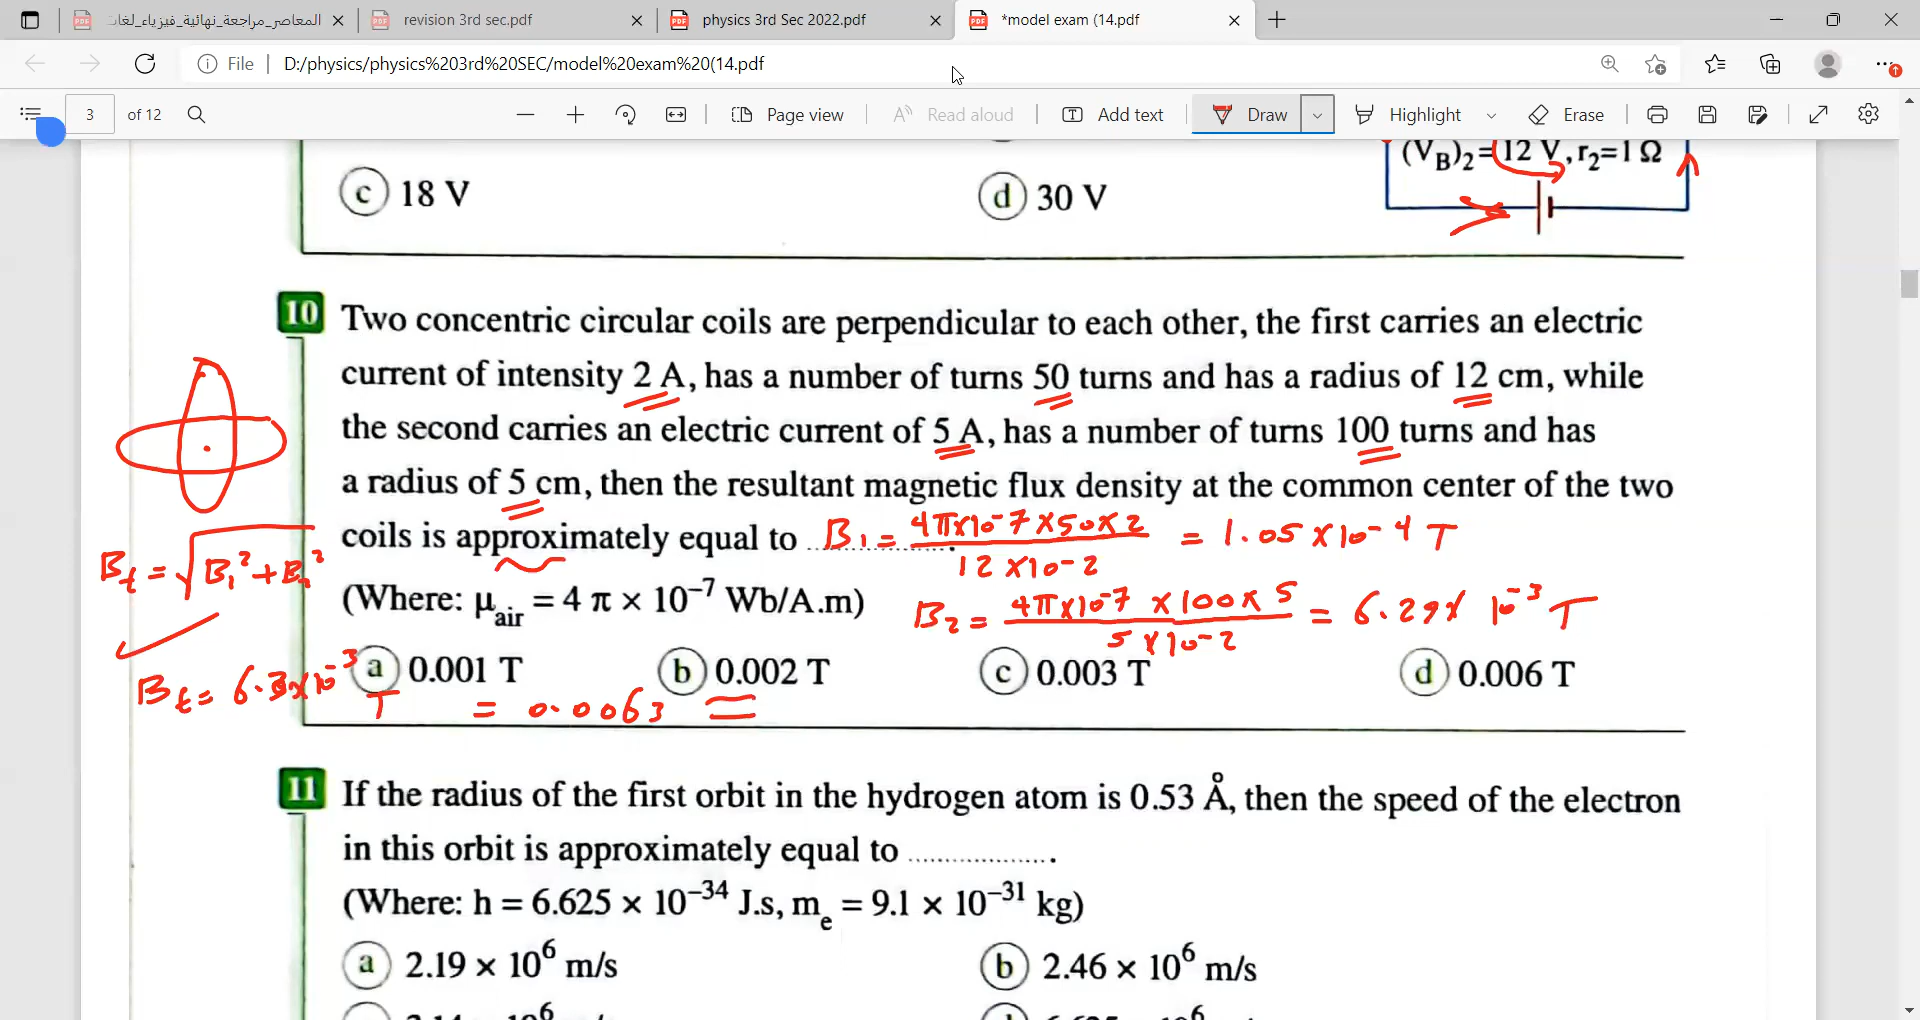 المعاصر_مراجعة_نهائية_فيزياء_لغات
revision 3rd sec.pdf
physics 3rd Sec 2022.pdf
*model exam (14.pdf
File
D:/physics/physics%203rd%20SEC/model%20exam%20(14.pdf
3 of 12
Page view
Read aloud
Add text
Draw
Highlight
Erase
(VB)2=12 V, r2=1 Ω
c 18 V
d 30 V
10 Two concentric circular coils are perpendicular to each other, the first carries an electric
current of intensity 2 A, has a number of turns 50 turns and has a radius of 12 cm, while
the second carries an electric current of 5 A, has a number of turns 100 turns and has
a radius of 5 cm, then the resultant magnetic flux density at the common center of the two
coils is approximately equal to ..............
B1 = 4π×10-7×50×2 / 12×10-2 = 1.05×10-4 T
Bt = √B1²+B2²
(Where: μair = 4 π × 10⁻⁷ Wb/A.m)
B2 = 4π×10-7 ×100×5 / 5×10-2 = 6.29× 10-3 T
a 0.001 T
b 0.002 T
c 0.003 T
d 0.006 T
Bt = 6.3×10-3 T = 0.0063
11 If the radius of the first orbit in the hydrogen atom is 0.53 Å, then the speed of the electron
in this orbit is approximately equal to ...................
(Where: h = 6.625 × 10⁻³⁴ J.s, me = 9.1 × 10⁻³¹ kg)
a 2.19 × 10⁶ m/s
b 2.46 × 10⁶ m/s